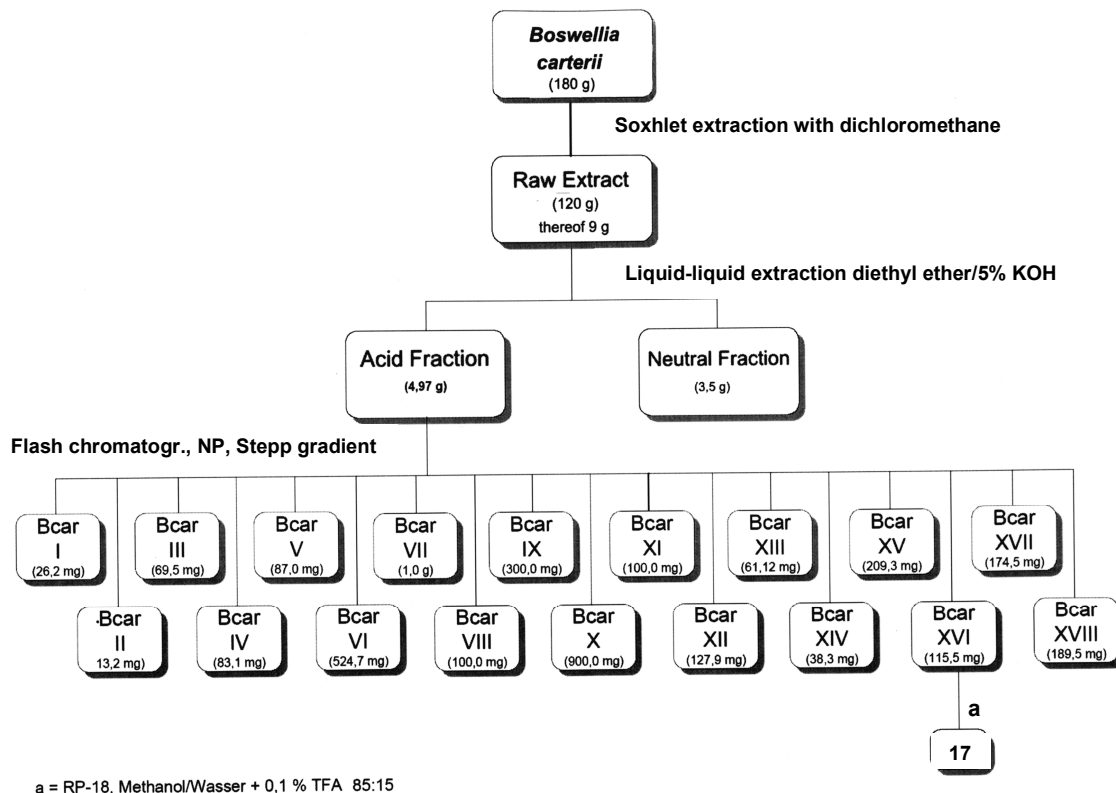 Boswellia
carterii
(180 g)
Soxhlet extraction with dichloromethane
Raw Extract
(120 g)
thereof 9 g
Liquid-liquid extraction diethyl ether/5% KOH
Acid Fraction
(4,97 g)
Neutral Fraction
(3,5 g)
Flash chromatogr., NP, Stepp gradient
Bcar
I
(26,2 mg)
Bcar
III
(69,5 mg)
Bcar
V
(87,0 mg)
Bcar
VII
(1,0 g)
Bcar
IX
(300,0 mg)
Bcar
XI
(100,0 mg)
Bcar
XIII
(61,12 mg)
Bcar
XV
(209,3 mg)
Bcar
XVII
(174,5 mg)
Bcar
II
13,2 mg)
Bcar
IV
(83,1 mg)
Bcar
VI
(524,7 mg)
Bcar
VIII
(100,0 mg)
Bcar
X
(900,0 mg)
Bcar
XII
(127,9 mg)
Bcar
XIV
(38,3 mg)
Bcar
XVI
(115,5 mg)
Bcar
XVIII
(189,5 mg)
a
17
a = RP-18, Methanol/Wasser + 0,1 % TFA 85:15